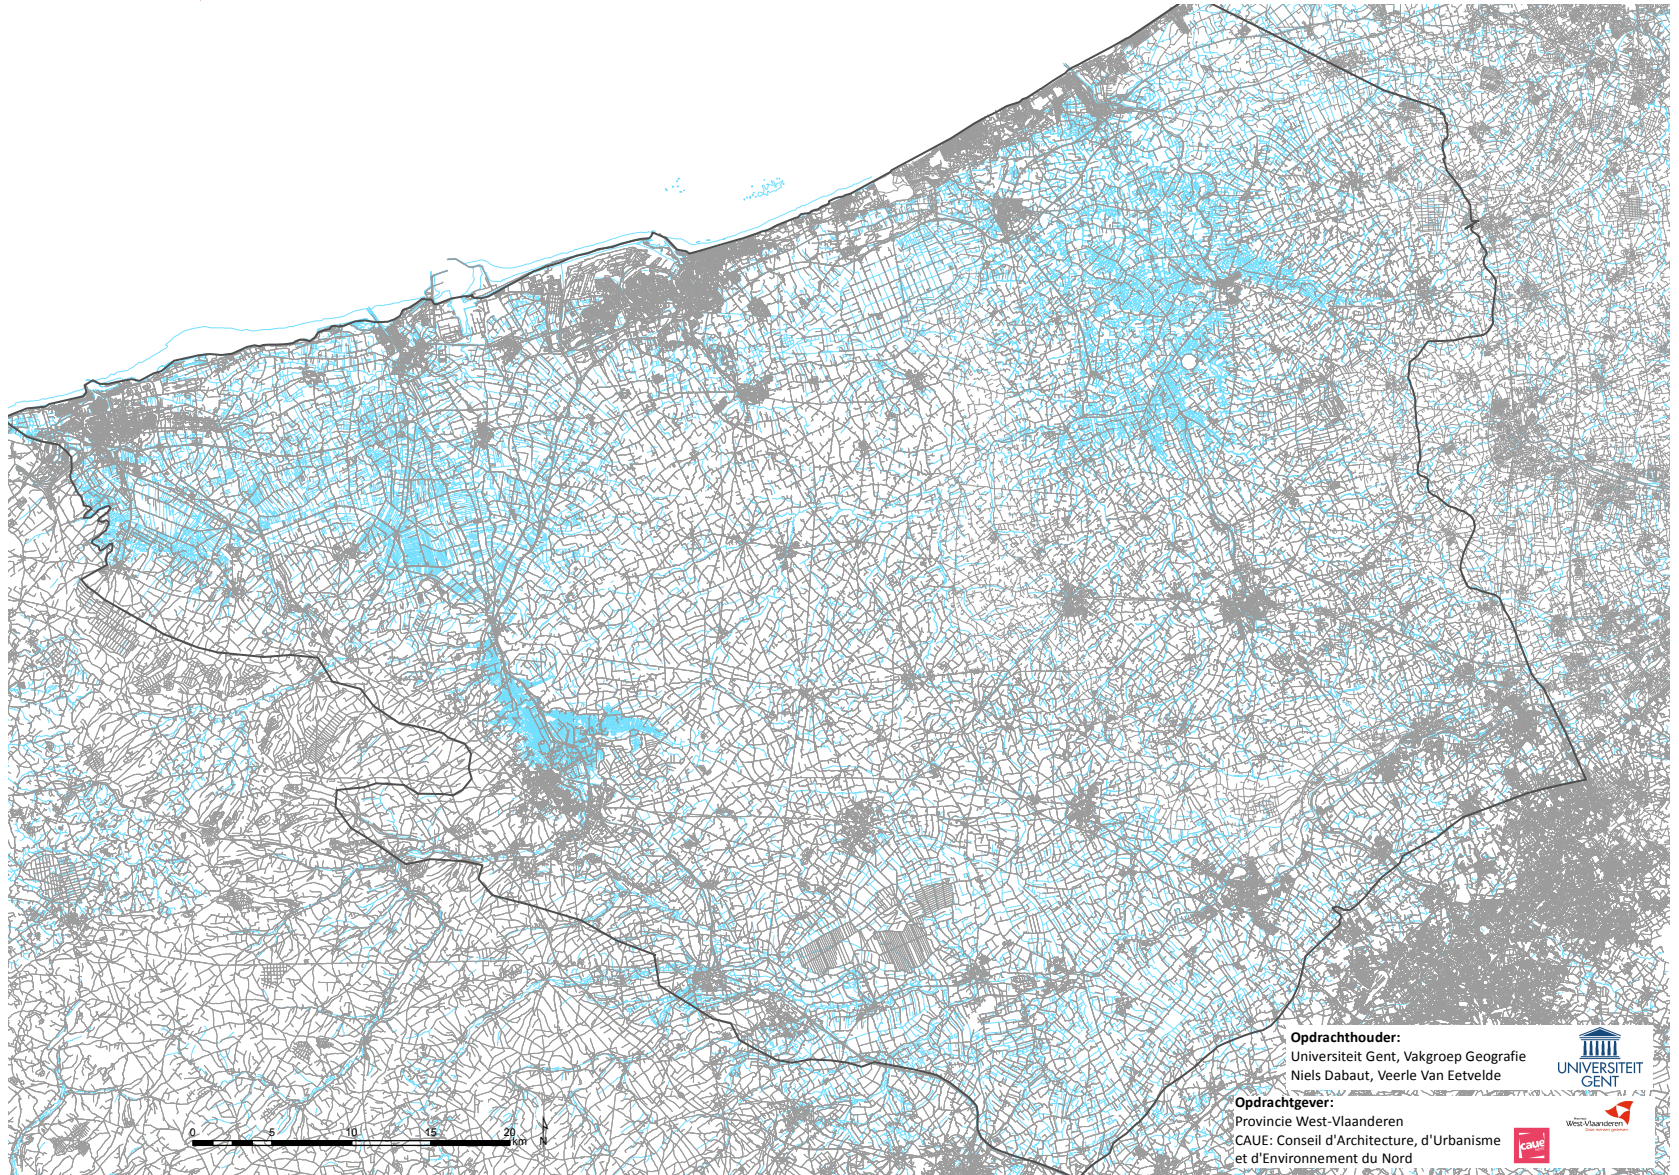 0 5 10 15 20
km
N
Opdrachthouder:
Universiteit Gent, Vakgroep Geografie
Niels Dabaut, Veerle Van Eetvelde
UNIVERSITEIT
GENT
Opdrachtgever:
Provincie West-Vlaanderen
CAUE: Conseil d'Architecture, d'Urbanisme
et d'Environnement du Nord
caue
West-Vlaanderen